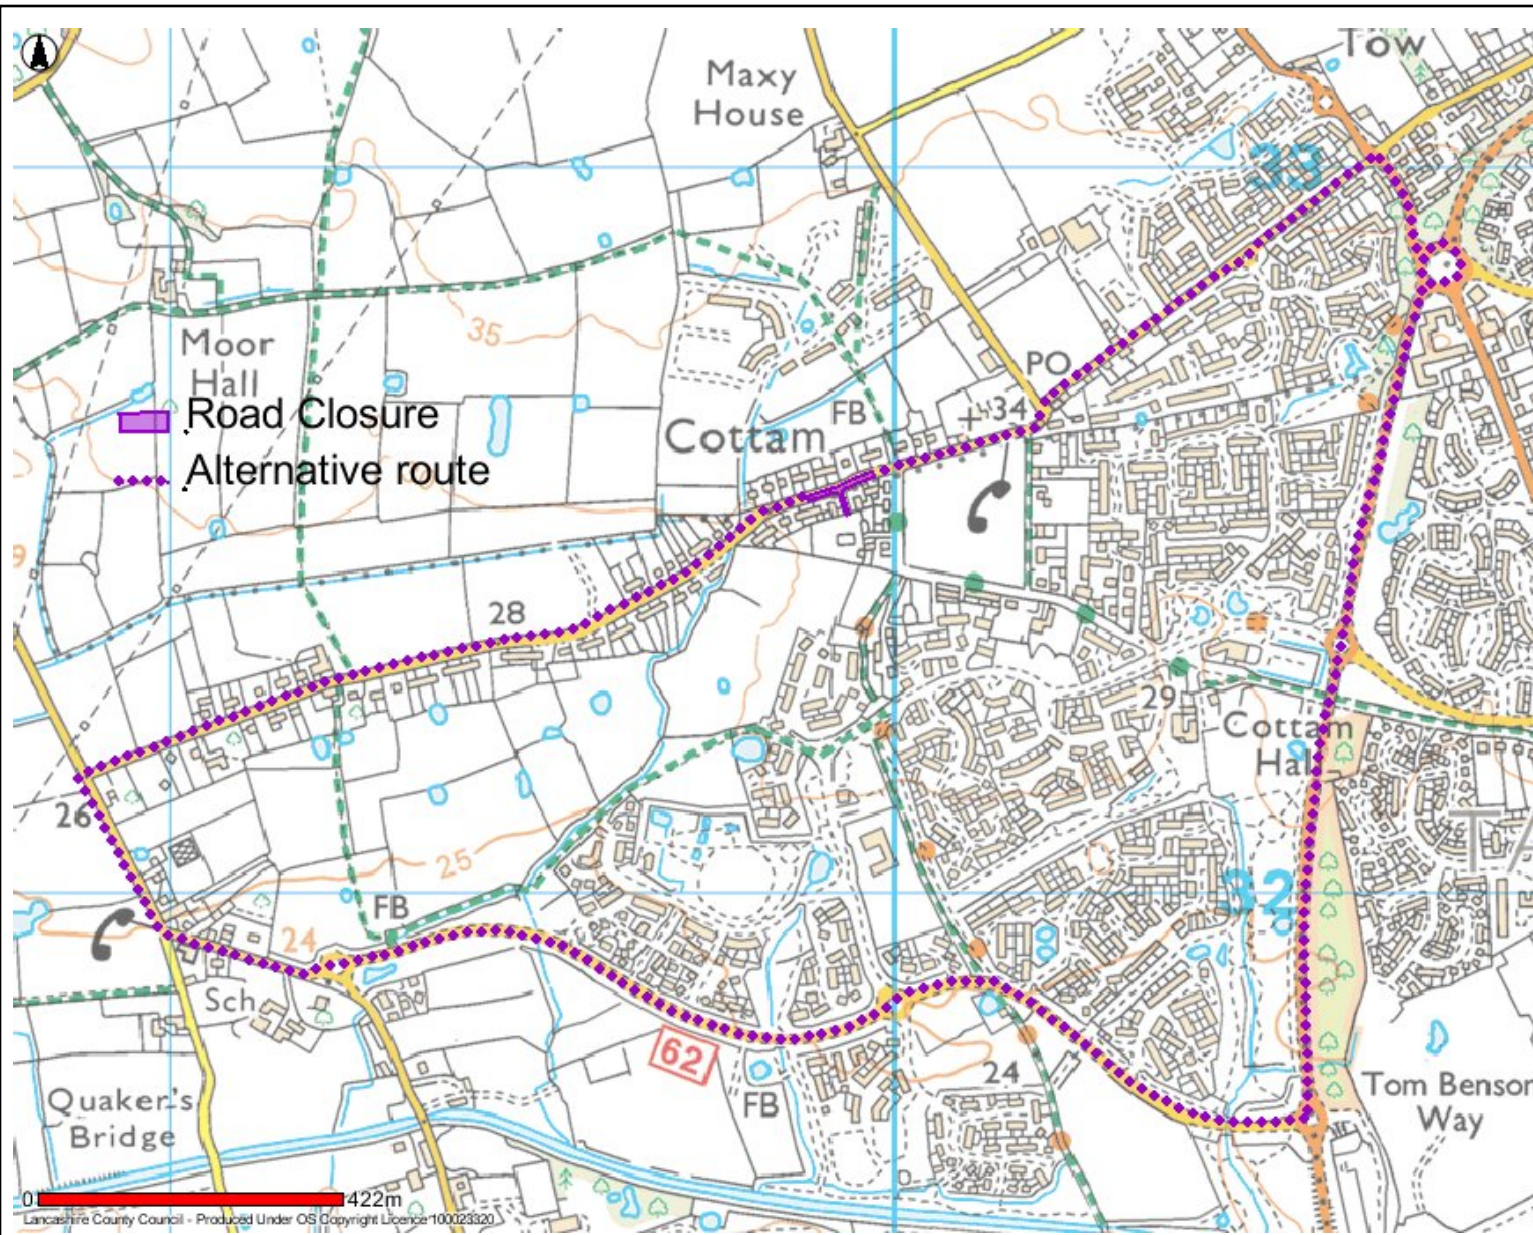 Tow
Maxy
House
33
35
Moor
Hall
PO
34
FB
Road Closure
Cottam
Alternative route
9
28
29
Cottam
Hall
26
25
32
FB
24
Sch
62
24
FB
Quaker's
Bridge
Tom Benson
Way
0
422m
Lancashire County Council - Produced Under OS Copyright Licence 100023320